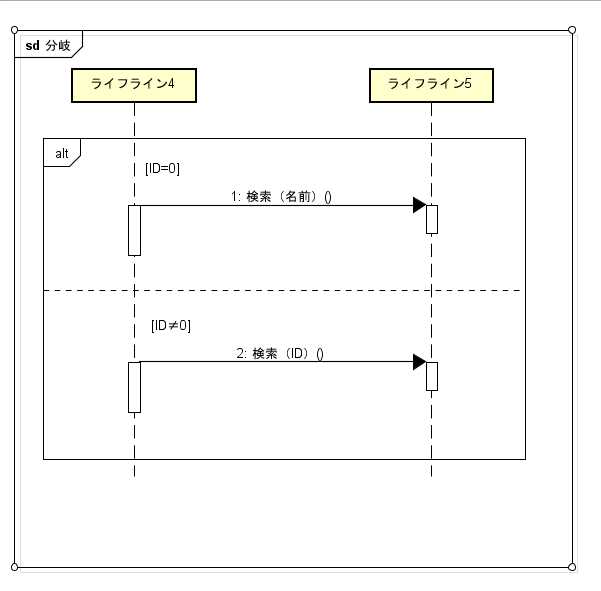 sd 分岐
ライフライン4
ライフライン5
alt
[ID=0]
1: 検索（名前）()
[ID≠0]
2: 検索（ID）()